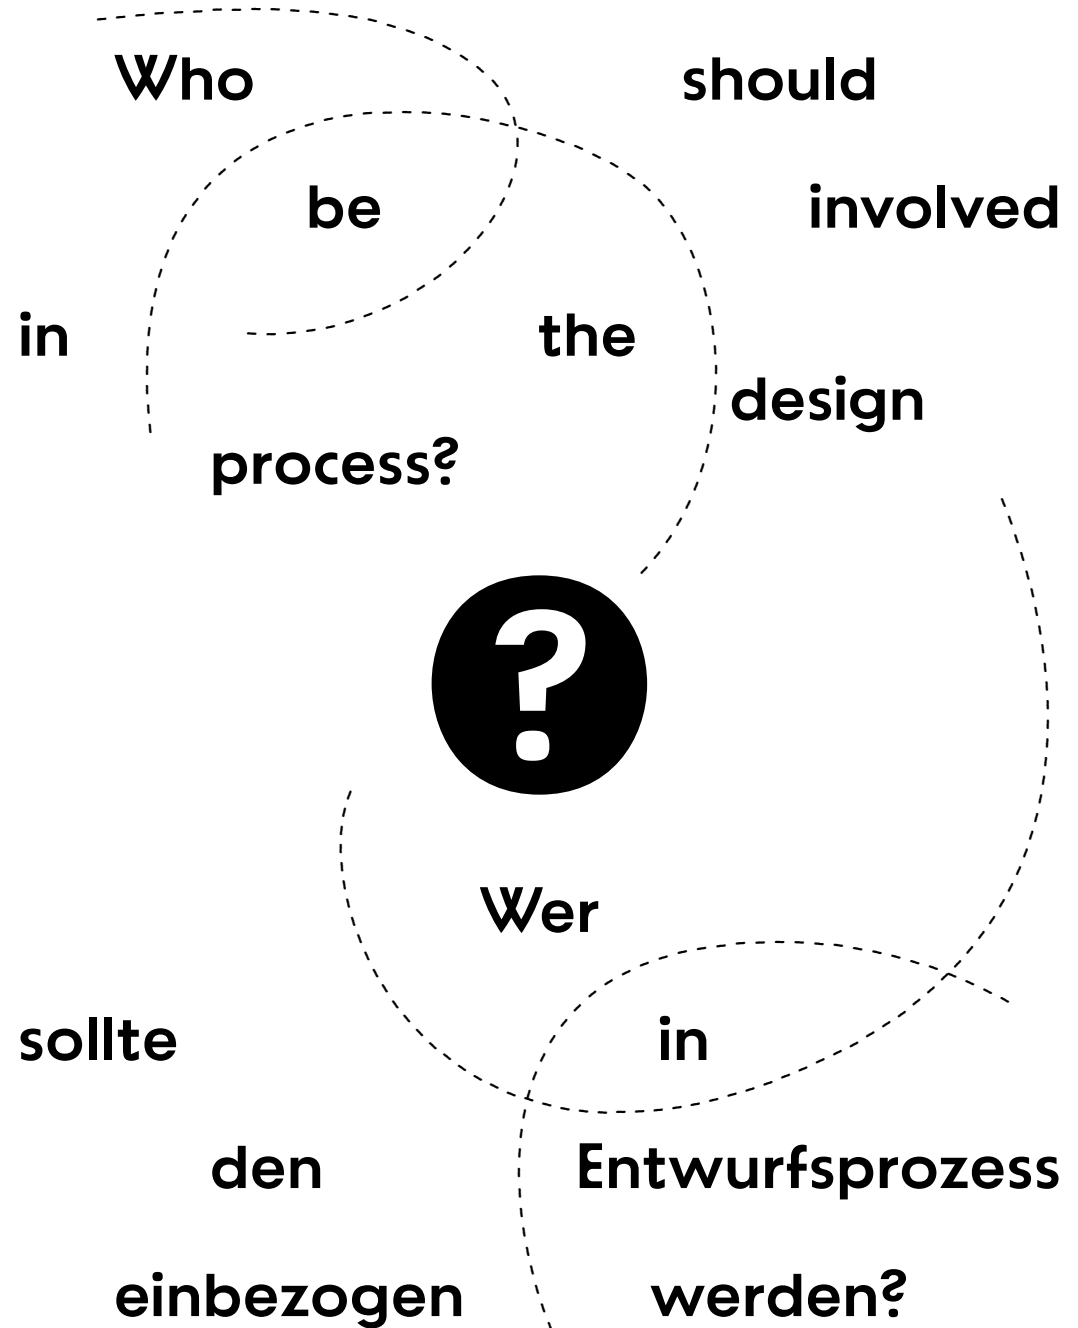 Who should
be involved
in the
design
process?
?
Wer
sollte in
den Entwurfsprozess
einbezogen werden?